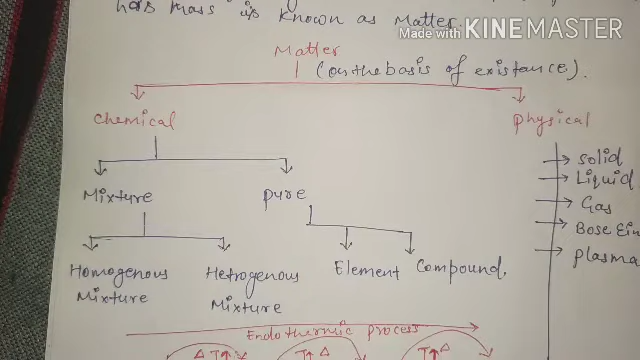 has mass is known as Matter.
Made with KINEMASTER
Matter
(on the basis of existance).
chemical
physical
Mixture
pure
Homogenous
Mixture
Hetrogenous
Mixture
Element
Compound.
solid
Liquid
Gas
Bose Ein
plasma
Endothermic process
Δ T↑
T↑ Δ
T↑ Δ